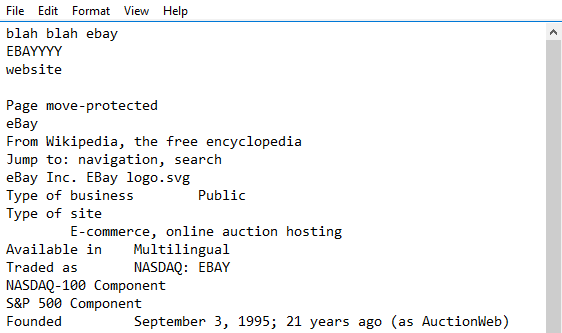 File Edit Format View Help
blah blah ebay
EBAYYYY
website
Page move-protected
eBay
From Wikipedia, the free encyclopedia
Jump to: navigation, search
eBay Inc. EBay logo.svg
Type of business Public
Type of site
E-commerce, online auction hosting
Available in Multilingual
Traded as NASDAQ: EBAY
NASDAQ-100 Component
S&P 500 Component
Founded September 3, 1995; 21 years ago (as AuctionWeb)